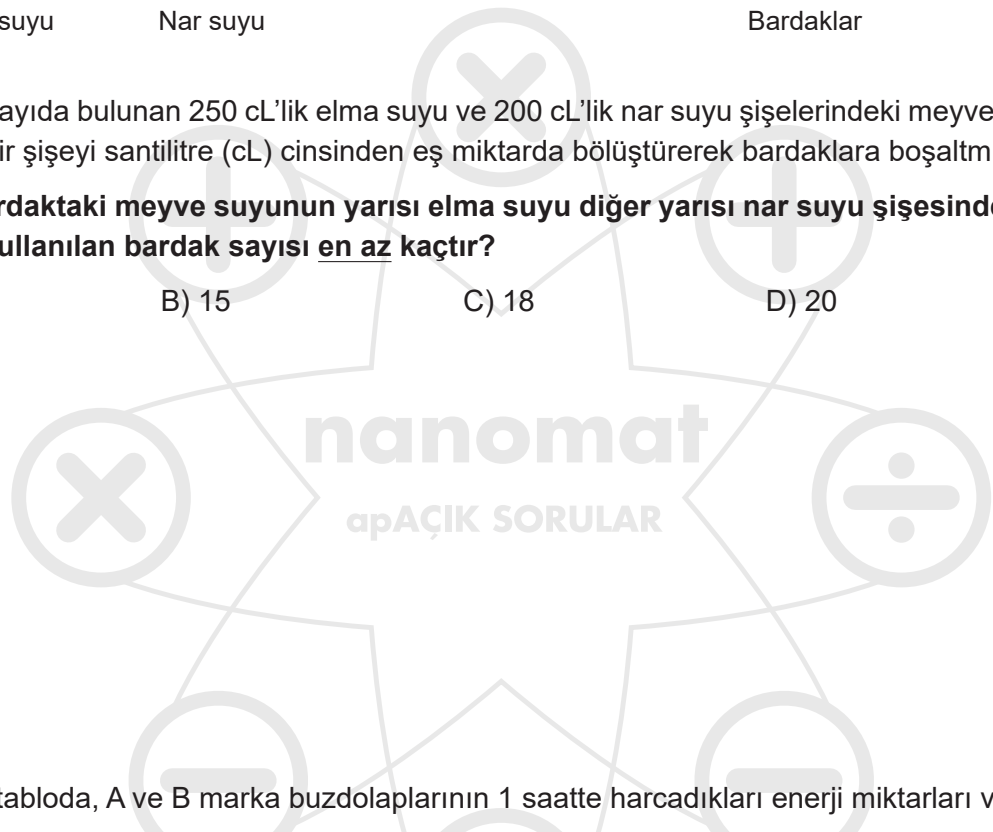 suyu Nar suyu Bardaklar
ayıda bulunan 250 cL'lik elma suyu ve 200 cL'lik nar suyu şişelerindeki meyve
ir şişeyi santilitre (cL) cinsinden eş miktarda bölüştürerek bardaklara boşaltm
rdaktaki meyve suyunun yarısı elma suyu diğer yarısı nar suyu şişesinde
ullanılan bardak sayısı en az kaçtır?
B) 15 C) 18 D) 20
nanomat
apAÇIK SORULAR
tabloda, A ve B marka buzdolaplarının 1 saatte harcadıkları enerji miktarları v